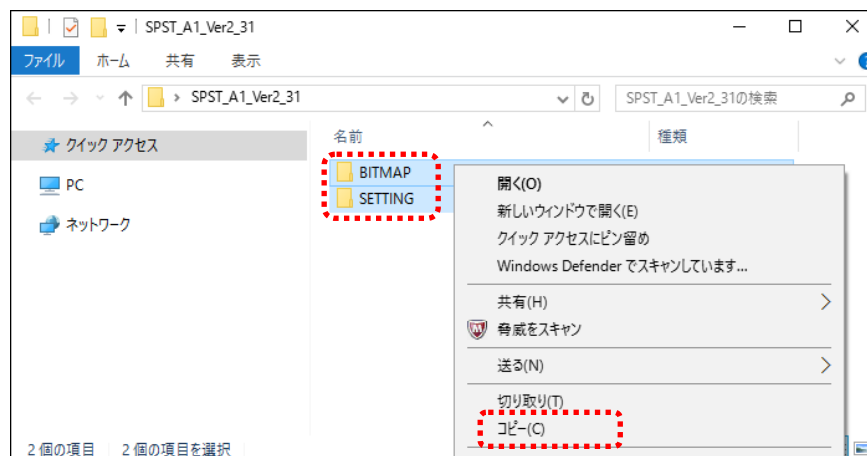 SPST_A1_Ver2_31
ファイル ホーム 共有 表示
SPST_A1_Ver2_31 SPST_A1_Ver2_31の検索
クイック アクセス
PC
ネットワーク
名前 種類
BITMAP
SETTING
開く(O)
新しいウィンドウで開く(E)
クイック アクセスにピン留め
Windows Defender でスキャンしています...
共有(H)
脅威をスキャン
送る(N)
切り取り(T)
コピー(C)
2 個の項目 2 個の項目を選択